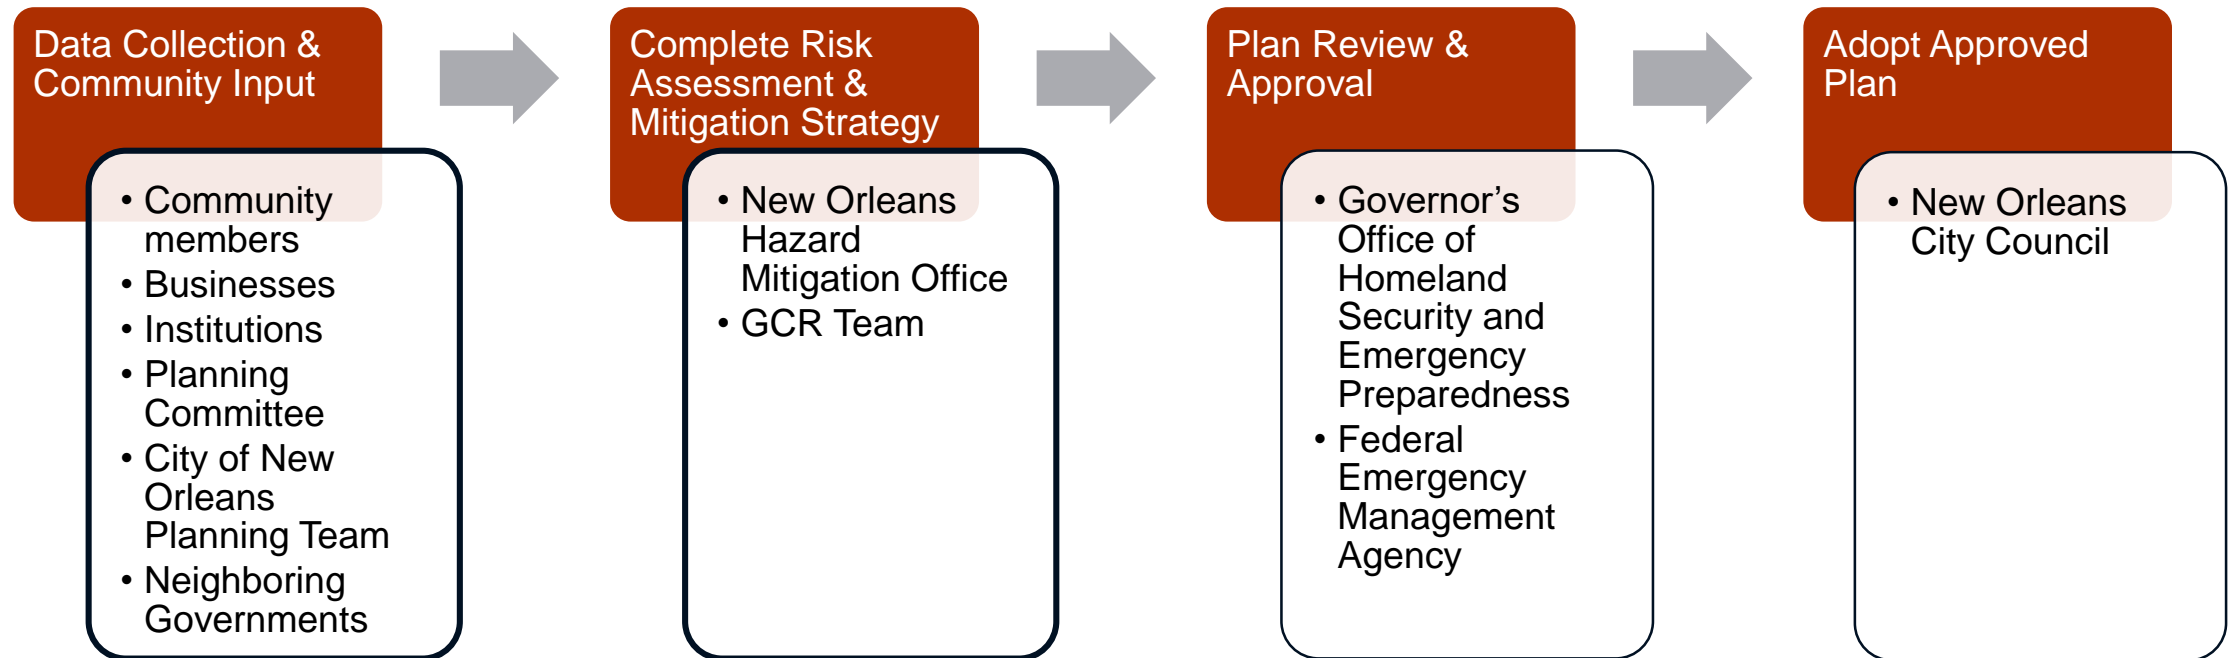 Data Collection &
Community Input
• Community
members
• Businesses
• Institutions
• Planning
Committee
• City of New
Orleans
Planning Team
• Neighboring
Governments
Complete Risk
Assessment &
Mitigation Strategy
• New Orleans
Hazard
Mitigation Office
• GCR Team
Plan Review &
Approval
• Governor’s
Office of
Homeland
Security and
Emergency
Preparedness
• Federal
Emergency
Management
Agency
Adopt Approved
Plan
• New Orleans
City Council